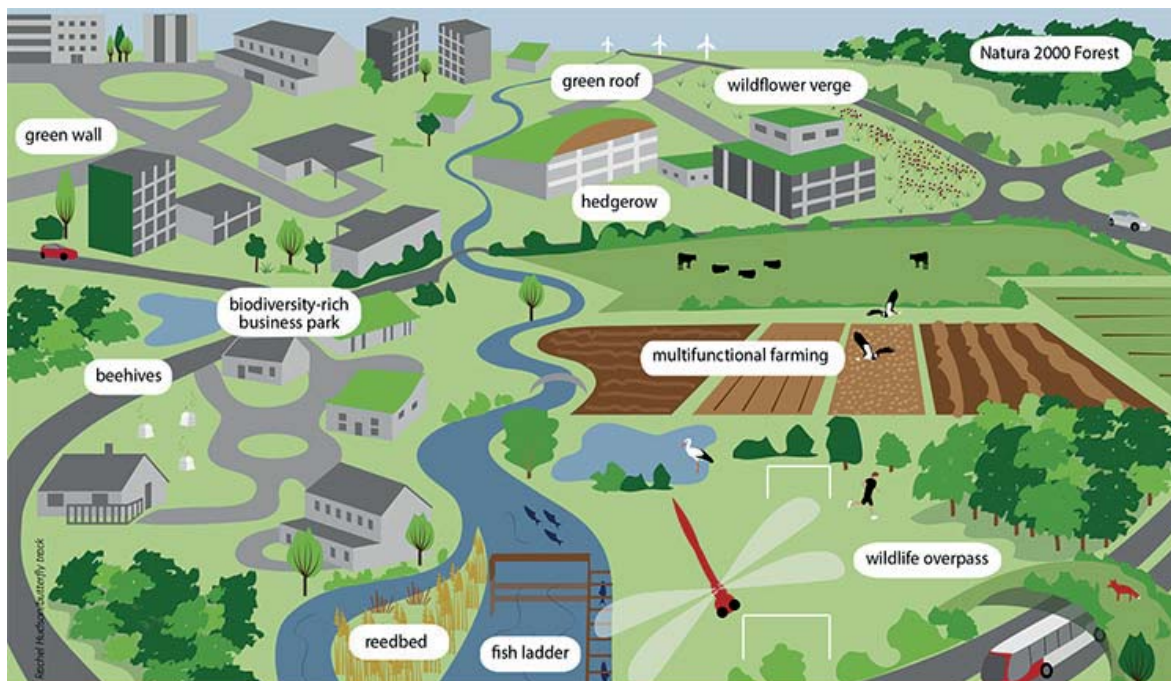 Natura 2000 Forest
green roof
wildflower verge
green wall
hedgerow
biodiversity-rich
business park
multifunctional farming
beehives
wildlife overpass
reedbed
fish ladder